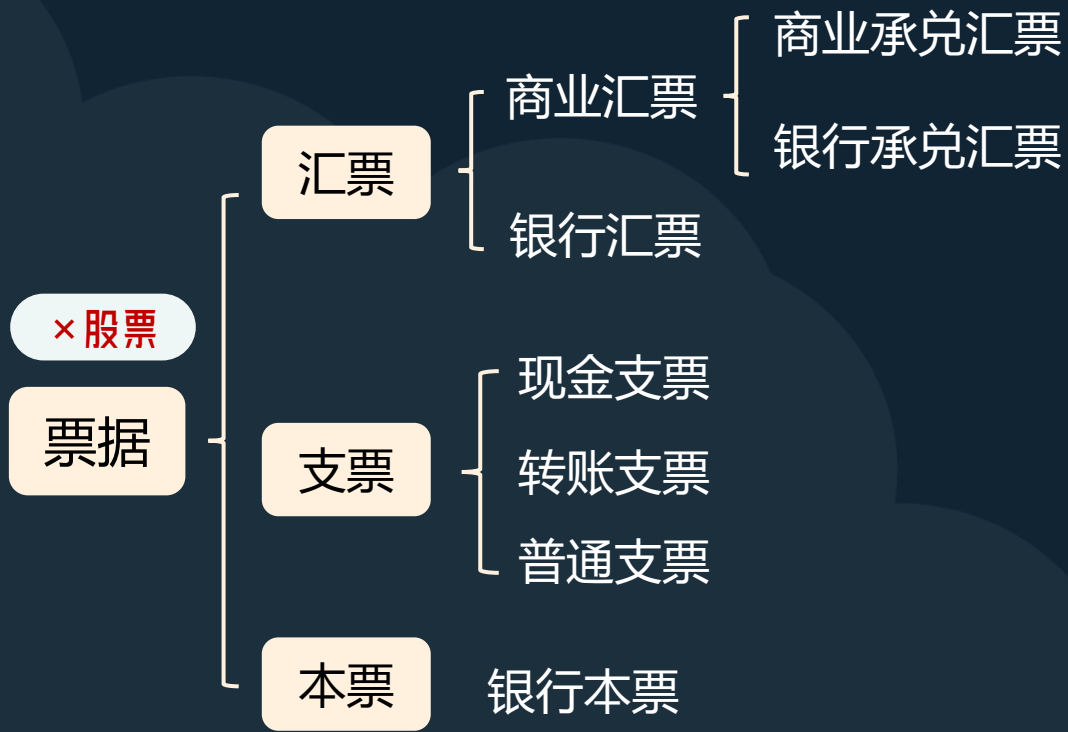 商业承兑汇票
商业汇票
银行承兑汇票
汇票
银行汇票
×股票
票据
现金支票
支票
转账支票
普通支票
本票
银行本票